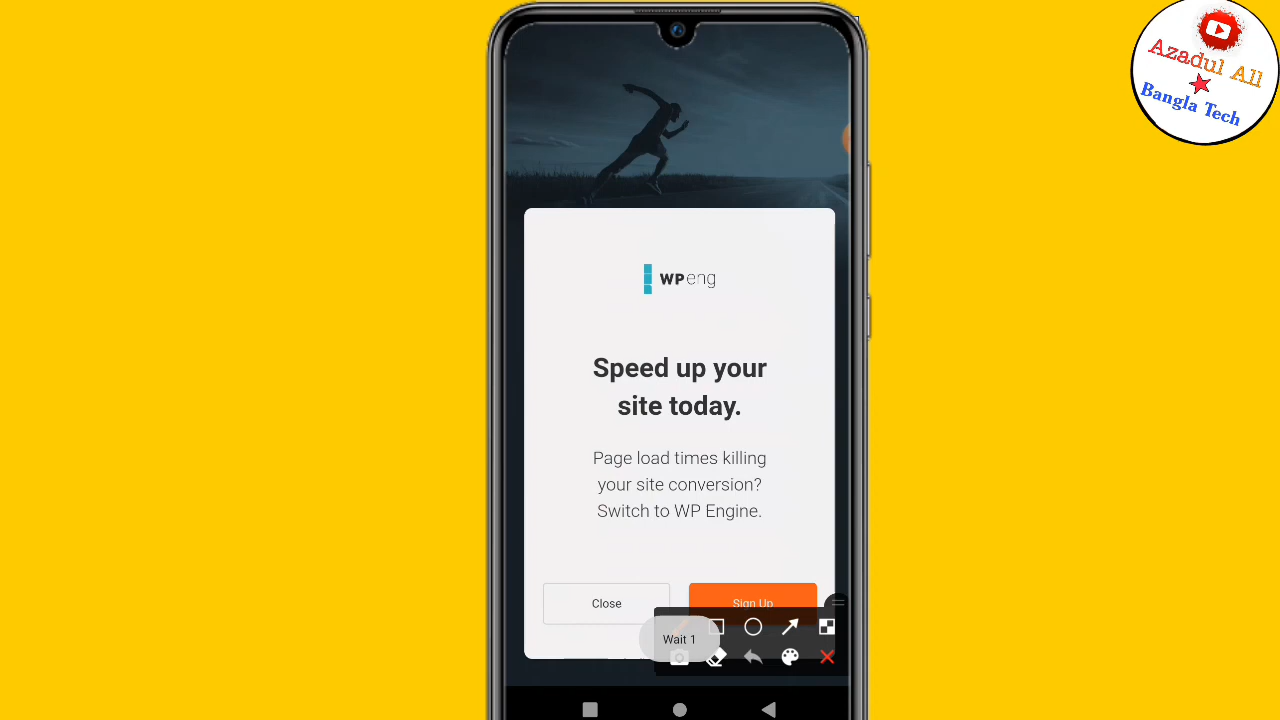 Azadul All
Bangla Tech
WPeng
Speed up your
site today.
Page load times killing
your site conversion?
Switch to WP Engine.
Close
Sign Up
Wait 1